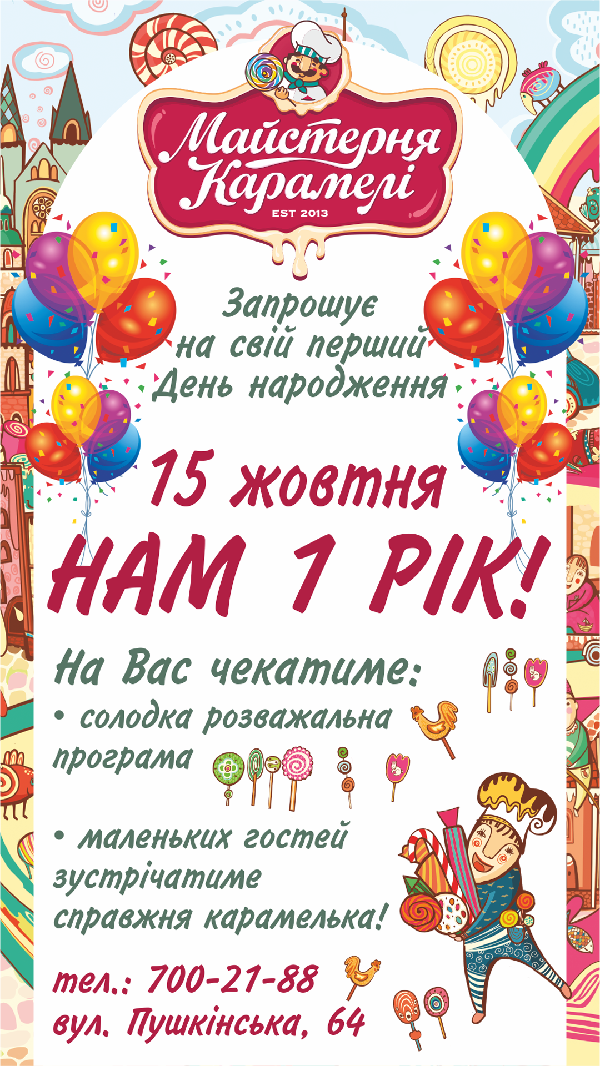 Майстерня
Карамелі
EST 2013
Запрошує
на свій перший
День народження
15 жовтня
НАМ 1 РІК!
На Вас чекатиме:
• солодка розважальна
програма
• маленьких гостей
зустрічатиме
справжня карамелька!
тел.: 700-21-88
вул. Пушкінська, 64